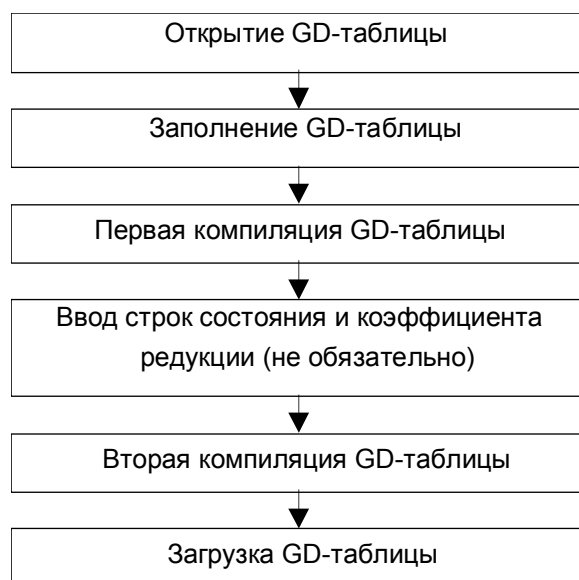 Открытие GD-таблицы
Заполнение GD-таблицы
Первая компиляция GD-таблицы
Ввод строк состояния и коэффициента
редукции (не обязательно)
Вторая компиляция GD-таблицы
Загрузка GD-таблицы